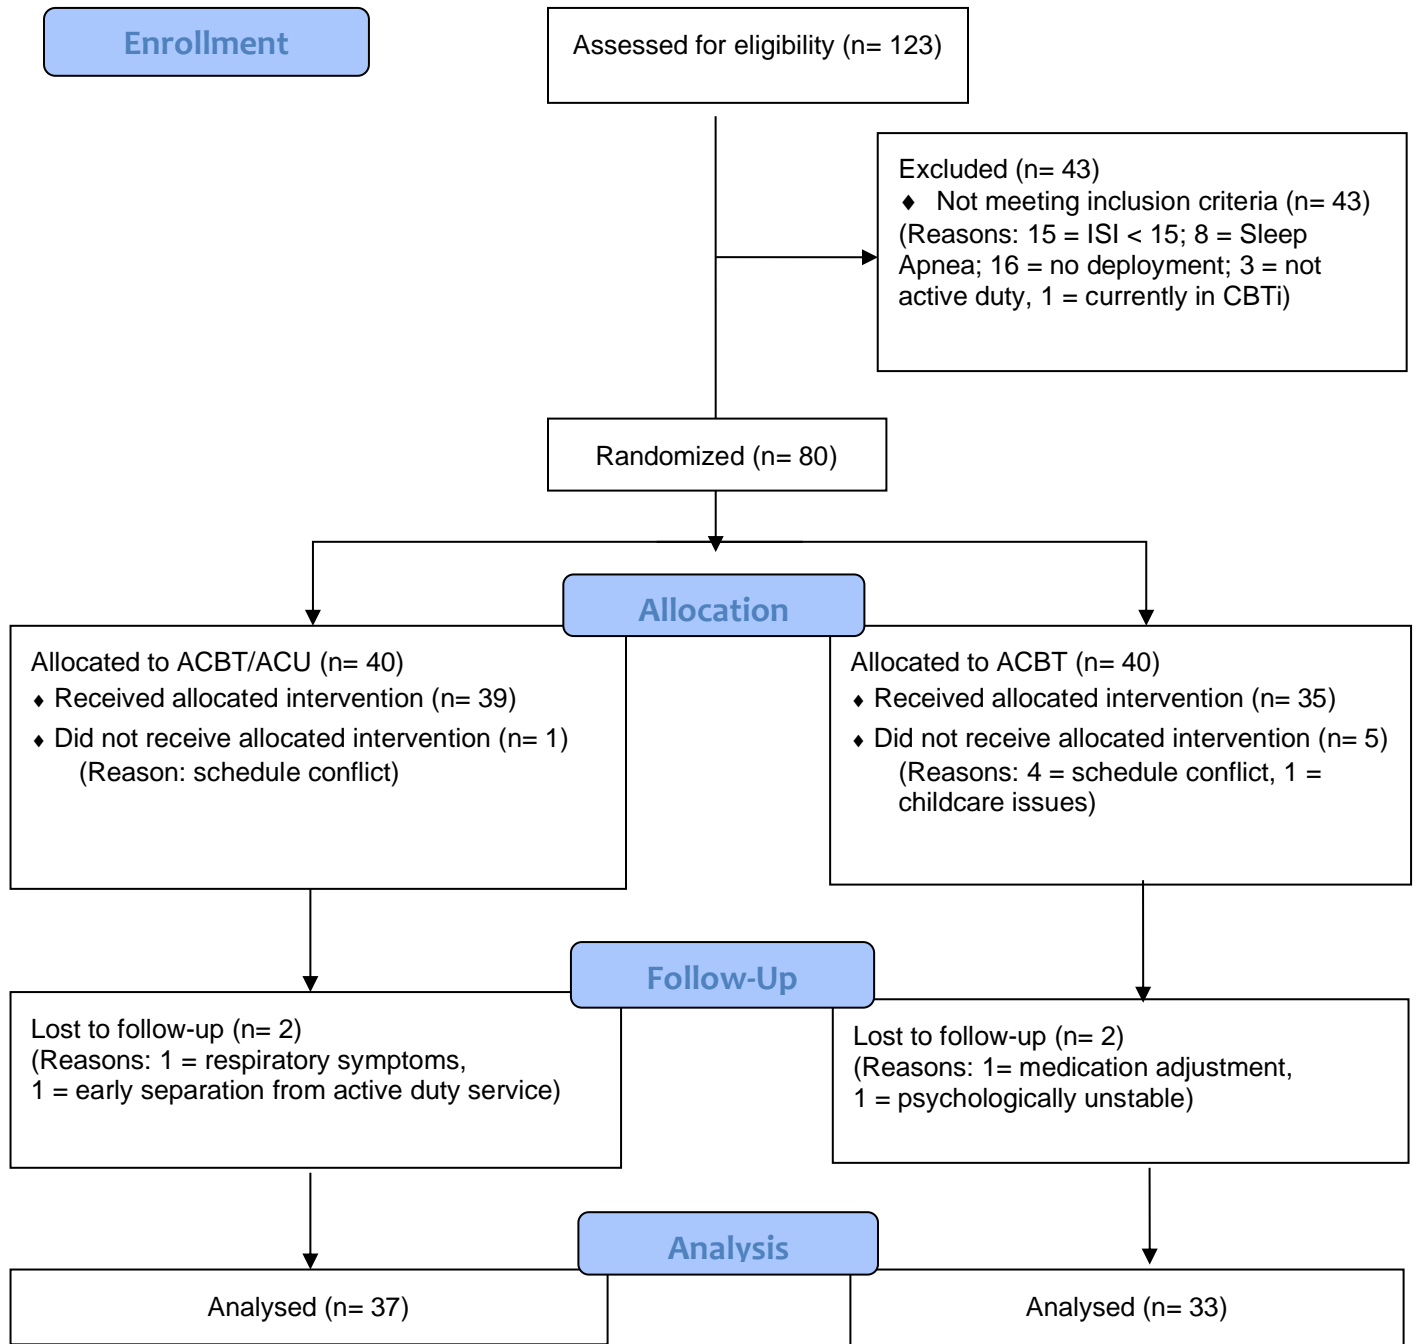 Enrollment
Assessed for eligibility (n= 123)
Excluded (n= 43)
♦ Not meeting inclusion criteria (n= 43)
(Reasons: 15 = ISI < 15; 8 = Sleep
Apnea; 16 = no deployment; 3 = not
active duty, 1 = currently in CBTi)
Randomized (n= 80)
Allocation
Allocated to ACBT/ACU (n= 40)
♦ Received allocated intervention (n= 39)
♦ Did not receive allocated intervention (n= 1)
(Reason: schedule conflict)
Allocated to ACBT (n= 40)
♦ Received allocated intervention (n= 35)
♦ Did not receive allocated intervention (n= 5)
(Reasons: 4 = schedule conflict, 1 =
childcare issues)
Follow-Up
Lost to follow-up (n= 2)
(Reasons: 1 = respiratory symptoms,
1 = early separation from active duty service)
Lost to follow-up (n= 2)
(Reasons: 1= medication adjustment,
1 = psychologically unstable)
Analysis
Analysed (n= 37)
Analysed (n= 33)